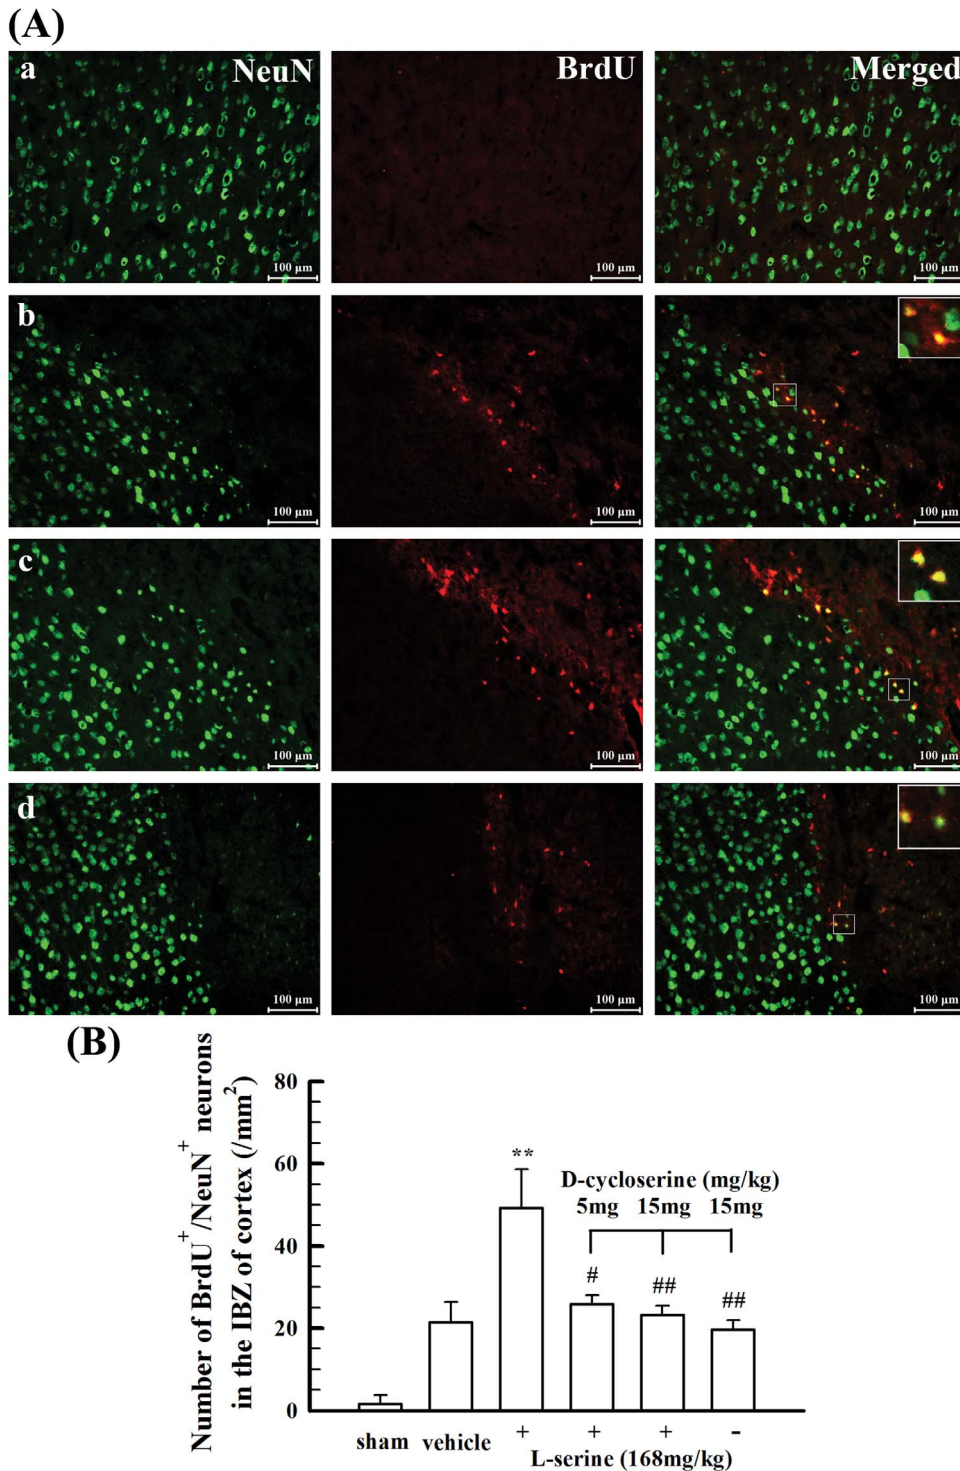 (A)
a NeuN BrdU Merged
100 μm 100 μm 100 μm
b
100 μm 100 μm 100 μm
c
100 μm 100 μm 100 μm
d
100 μm 100 μm 100 μm
(B)
Number of BrdU+/NeuN+ neurons
in the IBZ of cortex (/mm2)
80
60
40
20
0
**
D-cycloserine (mg/kg)
5mg 15mg 15mg
# ## ##
sham vehicle + + + -
L-serine (168mg/kg)